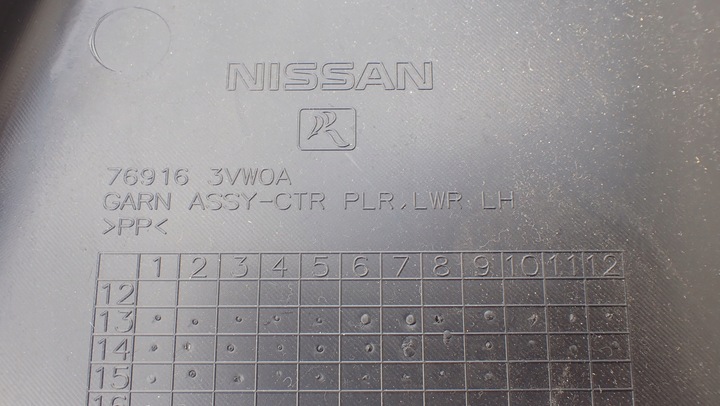 NISSAN
R
76916 3VW0A
GARN ASSY-CTR PLR,LWR LH
>PP<
1 2 3 4 5 6 7 8 9 10 11 12
12
13
14
15
16